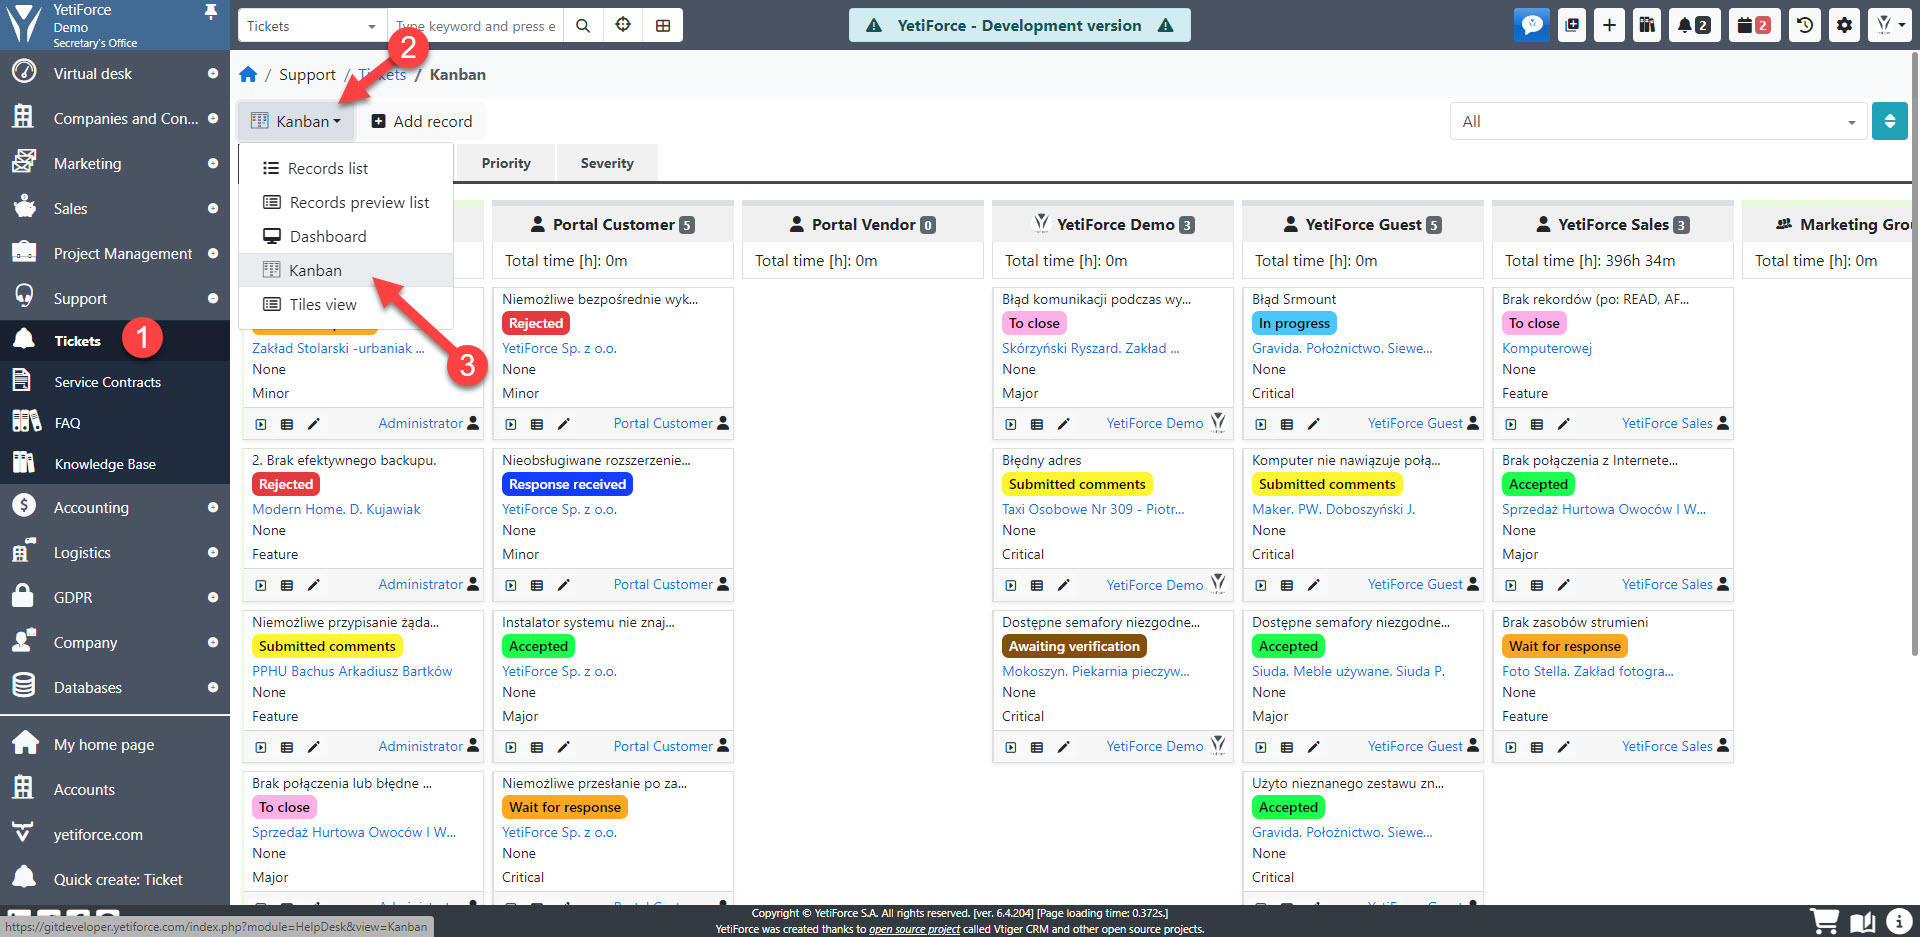 YetiForce
Demo
Secretary's Office
Tickets
Type keyword and press e
YetiForce - Development version
2
2
Virtual desk
Companies and Con...
Marketing
Sales
Project Management
Support
Tickets
Service Contracts
FAQ
Knowledge Base
Accounting
Logistics
GDPR
Company
Databases
My home page
Accounts
yetiforce.com
Quick create: Ticket
1
2
3
/ Support / Tickets / Kanban
Kanban
Add record
All
Records list
Records preview list
Dashboard
Kanban
Tiles view
Priority
Severity
Zakład Stolarski -urbaniak ...
None
Minor
Administrator
2. Brak efektywnego backupu.
Rejected
Modern Home. D. Kujawiak
None
Feature
Administrator
Niemożliwe przypisanie żąda...
Submitted comments
PPHU Bachus Arkadiusz Bartków
None
Feature
Administrator
Brak połączenia lub błędne ...
To close
Sprzedaż Hurtowa Owoców I W...
None
Major
Portal Customer 5
Total time [h]: 0m
Niemożliwe bezpośrednie wyk...
Rejected
YetiForce Sp. z o.o.
None
Minor
Portal Customer
Nieobsługiwane rozszerzenie...
Response received
YetiForce Sp. z o.o.
None
Minor
Portal Customer
Instalator systemu nie znaj...
Accepted
YetiForce Sp. z o.o.
None
Major
Portal Customer
Niemożliwe przesłanie po za...
Wait for response
YetiForce Sp. z o.o.
None
Critical
Portal Vendor 0
Total time [h]: 0m
YetiForce Demo 3
Total time [h]: 0m
Błąd komunikacji podczas wy...
To close
Skórzyński Ryszard. Zakład ...
None
Major
YetiForce Demo
Błędny adres
Submitted comments
Taxi Osobowe Nr 309 - Piotr...
None
Critical
YetiForce Demo
Dostępne semafory niezgodne...
Awaiting verification
Mokoszyn. Piekarnia pieczyw...
None
Critical
YetiForce Demo
YetiForce Guest 5
Total time [h]: 0m
Błąd Srmount
In progress
Gravida. Położnictwo. Siewe...
None
Critical
YetiForce Guest
Komputer nie nawiązuje połą...
Submitted comments
Maker. PW. Doboszyński J.
None
Critical
YetiForce Guest
Dostępne semafory niezgodne...
Accepted
Siuda. Meble używane. Siuda P.
None
Major
YetiForce Guest
Użyto nieznanego zestawu zn...
Accepted
Gravida. Położnictwo. Siewe...
None
Critical
YetiForce Sales 3
Total time [h]: 396h 34m
Brak rekordów (po: READ, AF...
To close
Komputerowej
None
Feature
YetiForce Sales
Brak połączenia z Internete...
Accepted
Sprzedaż Hurtowa Owoców I W...
None
Major
YetiForce Sales
Brak zasobów strumieni
Wait for response
Foto Stella. Zakład fotogra...
None
Feature
YetiForce Sales
Marketing Gro
Total time [h]: 0m
https://gitdeveloper.yetiforce.com/index.php?module=HelpDesk&view=Kanban
Copyright © YetiForce S.A. All rights reserved. [ver. 6.4.204] [Page loading time: 0.372s.]
YetiForce was created thanks to open source project called Vtiger CRM and other open source projects.